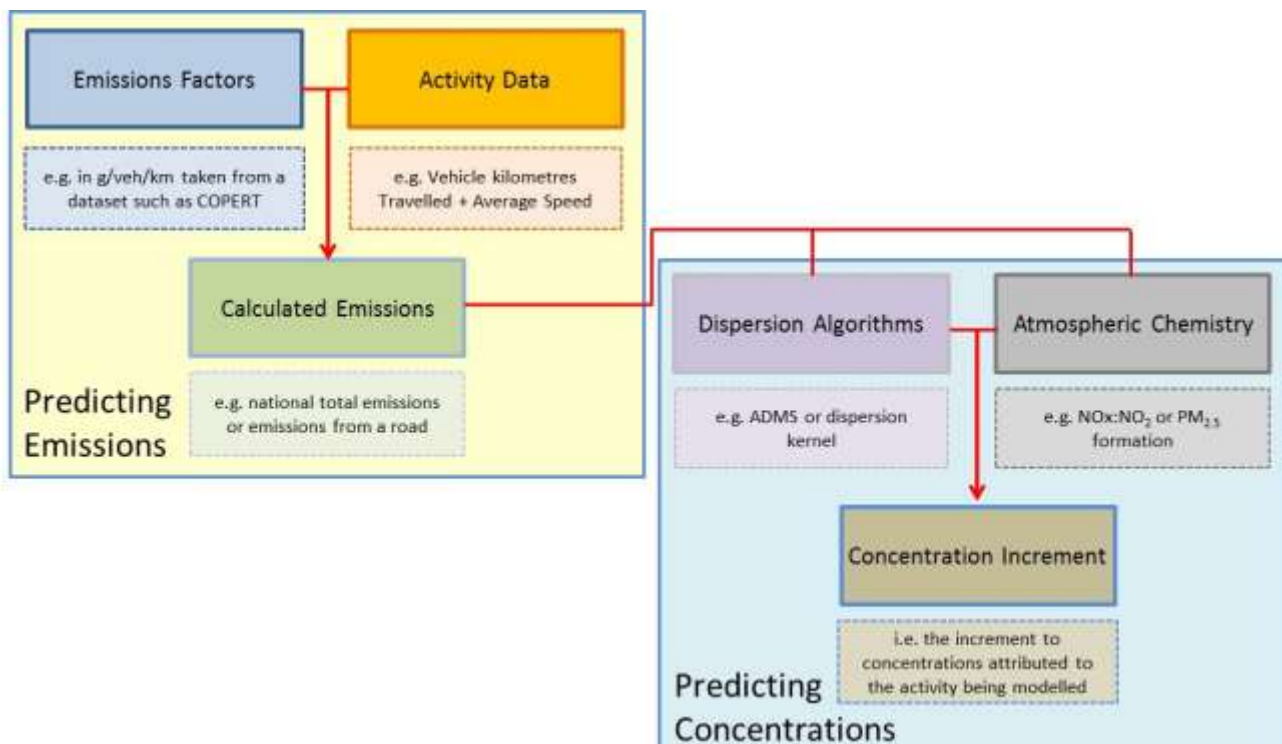 Emissions Factors
Activity Data
e.g. in g/veh/km taken from a
dataset such as COPERT
e.g. Vehicle kilometres
Travelled + Average Speed
Calculated Emissions
e.g. national total emissions
or emissions from a road
Predicting
Emissions
Dispersion Algorithms
Atmospheric Chemistry
e.g. ADMS or dispersion
kernel
e.g. NOx:NO₂ or PM₂.₅
formation
Concentration Increment
i.e. the increment to
concentrations attributed to
the activity being modelled
Predicting
Concentrations